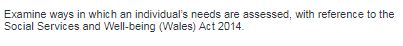 Examine ways in which an individual's needs are assessed, with reference to the
Social Services and Well-being (Wales) Act 2014.